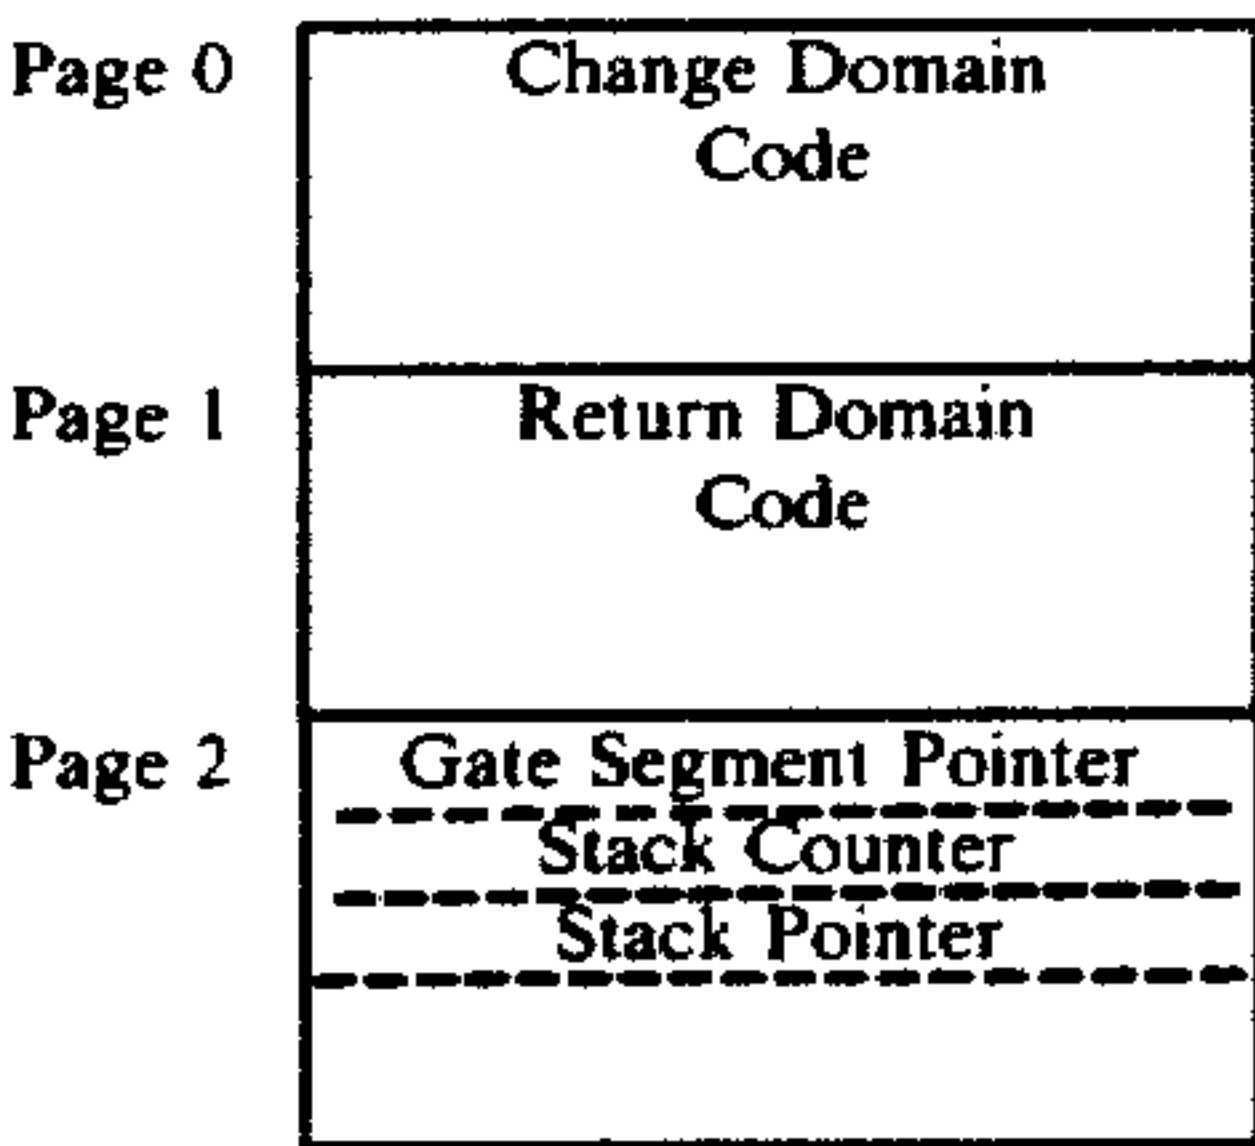 Page 0
Change Domain
Code
Page 1
Return Domain
Code
Page 2
Gate Segment Pointer
Stack Counter
Stack Pointer